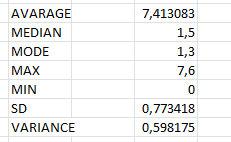 AVARAGE 7,413083
MEDIAN 1,5
MODE 1,3
MAX 7,6
MIN 0
SD 0,773418
VARIANCE 0,598175